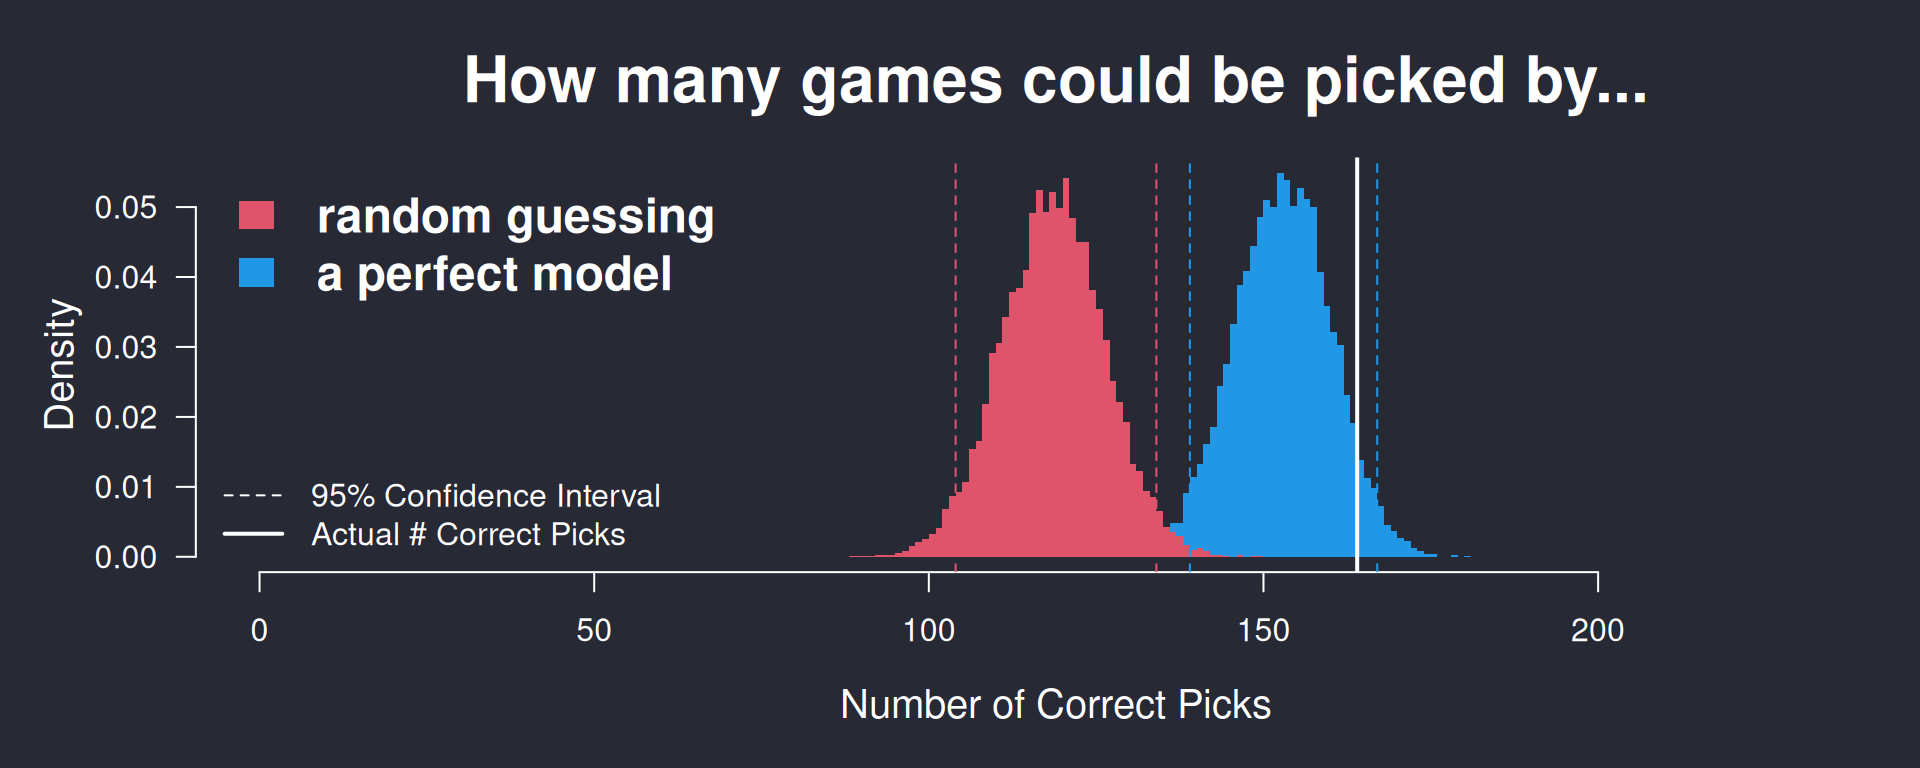 How many games could be picked by...
random guessing
a perfect model
Density
0.05
0.04
0.03
0.02
0.01
0.00
95% Confidence Interval
Actual # Correct Picks
0 50 100 150 200
Number of Correct Picks